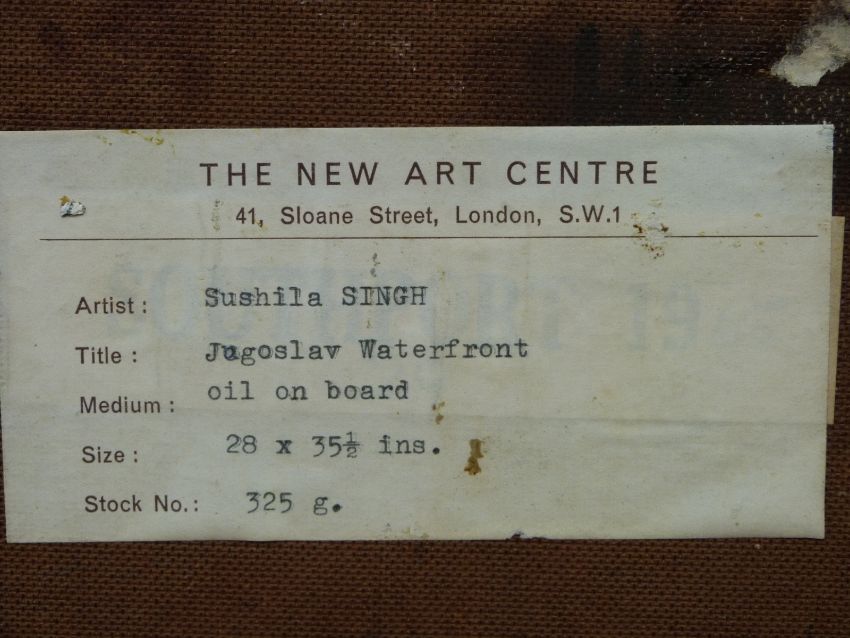 THE NEW ART CENTRE
41, Sloane Street, London, S.W.1
Artist : Sushila SINGH
Title : Jugoslav Waterfront
Medium : oil on board
Size : 28 x 35½ ins.
Stock No.: 325 g.